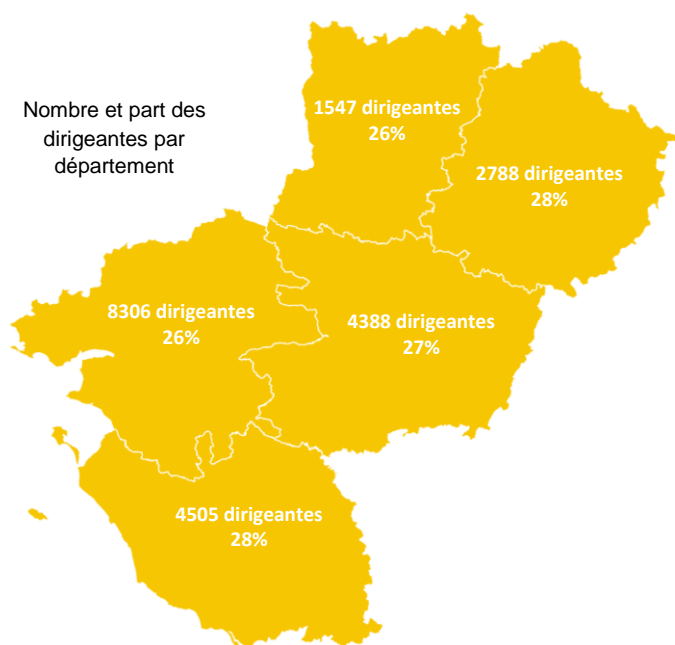 Nombre et part des
dirigeantes par
département
1547 dirigeantes
26%
2788 dirigeantes
28%
8306 dirigeantes
26%
4388 dirigeantes
27%
4505 dirigeantes
28%